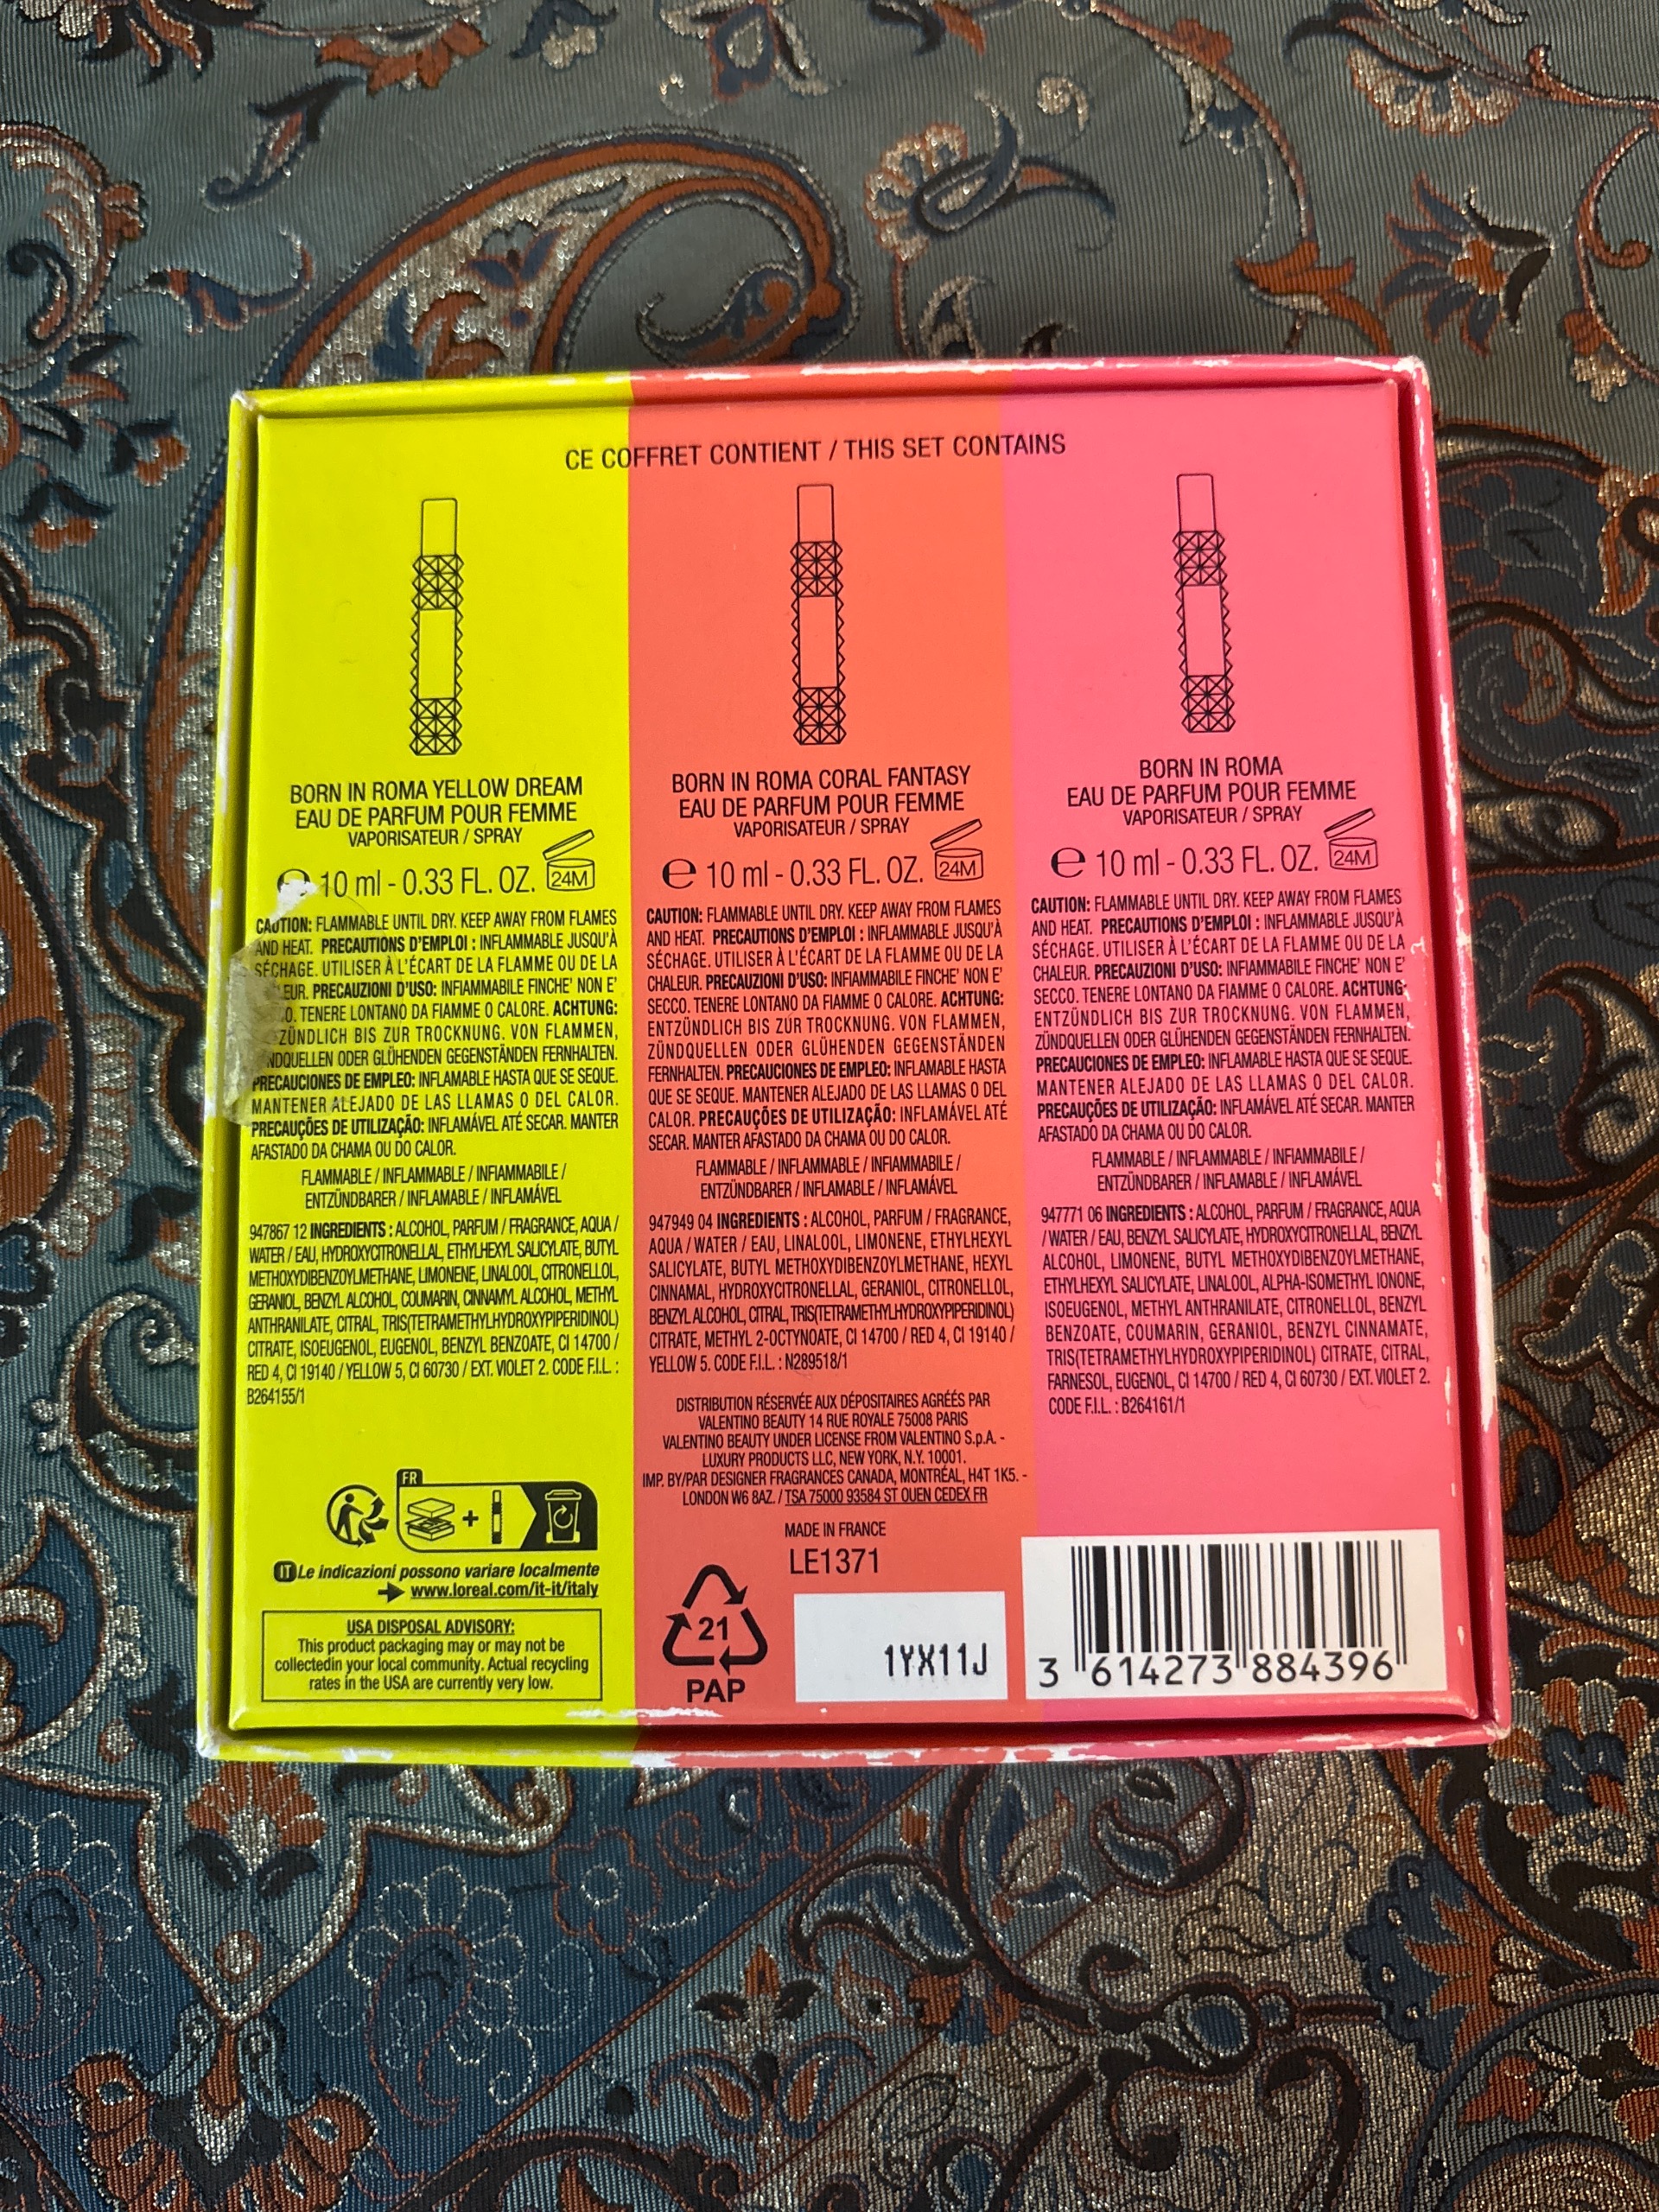 CE COFFRET CONTIENT / THIS SET CONTAINS
BORN IN ROMA YELLOW DREAM
EAU DE PARFUM POUR FEMME
VAPORISATEUR / SPRAY
e 10 ml - 0.33 FL. OZ. 24M
CAUTION: FLAMMABLE UNTIL DRY. KEEP AWAY FROM FLAMES
AND HEAT. PRECAUTIONS D'EMPLOI : INFLAMMABLE JUSQU'À
SÉCHAGE. UTILISER À L'ÉCART DE LA FLAMME OU DE LA
LEUR. PRECAUZIONI D'USO: INFIAMMABILE FINCHE' NON E'
O. TENERE LONTANO DA FIAMME O CALORE. ACHTUNG:
ZÜNDLICH BIS ZUR TROCKNUNG. VON FLAMMEN,
NDQUELLEN ODER GLÜHENDEN GEGENSTÄNDEN FERNHALTEN.
PRECAUCIONES DE EMPLEO: INFLAMABLE HASTA QUE SE SEQUE.
MANTENER ALEJADO DE LAS LLAMAS O DEL CALOR.
PRECAUÇÕES DE UTILIZAÇÃO: INFLAMÁVEL ATÉ SECAR. MANTER
AFASTADO DA CHAMA OU DO CALOR.
FLAMMABLE / INFLAMMABLE / INFIAMMABILE /
ENTZÜNDBARER / INFLAMABLE / INFLAMÁVEL
947867 12 INGREDIENTS : ALCOHOL, PARFUM / FRAGRANCE, AQUA /
WATER / EAU, HYDROXYCITRONELLAL, ETHYLHEXYL SALICYLATE, BUTYL
METHOXYDIBENZOYLMETHANE, LIMONENE, LINALOOL, CITRONELLOL,
GERANIOL, BENZYL ALCOHOL, COUMARIN, CINNAMYL ALCOHOL, METHYL
ANTHRANILATE, CITRAL, TRIS(TETRAMETHYLHYDROXYPIPERIDINOL)
CITRATE, ISOEUGENOL, EUGENOL, BENZYL BENZOATE, CI 14700 /
RED 4, CI 19140 / YELLOW 5, CI 60730 / EXT. VIOLET 2. CODE F.I.L. :
B264155/1
FR
IT Le indicazioni possono variare localmente
www.loreal.com/it-it/italy
USA DISPOSAL ADVISORY:
This product packaging may or may not be
collectedin your local community. Actual recycling
rates in the USA are currently very low.
BORN IN ROMA CORAL FANTASY
EAU DE PARFUM POUR FEMME
VAPORISATEUR / SPRAY
e 10 ml - 0.33 FL. OZ. 24M
CAUTION: FLAMMABLE UNTIL DRY. KEEP AWAY FROM FLAMES
AND HEAT. PRECAUTIONS D'EMPLOI : INFLAMMABLE JUSQU'À
SÉCHAGE. UTILISER À L'ÉCART DE LA FLAMME OU DE LA
CHALEUR. PRECAUZIONI D'USO: INFIAMMABILE FINCHE' NON E'
SECCO. TENERE LONTANO DA FIAMME O CALORE. ACHTUNG:
ENTZÜNDLICH BIS ZUR TROCKNUNG. VON FLAMMEN,
ZÜNDQUELLEN ODER GLÜHENDEN GEGENSTÄNDEN
FERNHALTEN. PRECAUCIONES DE EMPLEO: INFLAMABLE HASTA
QUE SE SEQUE. MANTENER ALEJADO DE LAS LLAMAS O DEL
CALOR. PRECAUÇÕES DE UTILIZAÇÃO: INFLAMÁVEL ATÉ
SECAR. MANTER AFASTADO DA CHAMA OU DO CALOR.
FLAMMABLE / INFLAMMABLE / INFIAMMABILE /
ENTZÜNDBARER / INFLAMABLE / INFLAMÁVEL
947949 04 INGREDIENTS : ALCOHOL, PARFUM / FRAGRANCE,
AQUA / WATER / EAU, LINALOOL, LIMONENE, ETHYLHEXYL
SALICYLATE, BUTYL METHOXYDIBENZOYLMETHANE, HEXYL
CINNAMAL, HYDROXYCITRONELLAL, GERANIOL, CITRONELLOL,
BENZYL ALCOHOL, CITRAL, TRIS(TETRAMETHYLHYDROXYPIPERIDINOL)
CITRATE, METHYL 2-OCTYNOATE, CI 14700 / RED 4, CI 19140 /
YELLOW 5. CODE F.I.L. : N289518/1
DISTRIBUTION RÉSERVÉE AUX DÉPOSITAIRES AGRÉÉS PAR
VALENTINO BEAUTY 14 RUE ROYALE 75008 PARIS
VALENTINO BEAUTY UNDER LICENSE FROM VALENTINO S.p.A. -
LUXURY PRODUCTS LLC, NEW YORK, N.Y. 10001.
IMP. BY/PAR DESIGNER FRAGRANCES CANADA, MONTRÉAL, H4T 1K5. -
LONDON W6 8AZ. / TSA 75000 93584 ST OUEN CEDEX FR
MADE IN FRANCE
LE1371
21
PAP
1YX11J
BORN IN ROMA
EAU DE PARFUM POUR FEMME
VAPORISATEUR / SPRAY
e 10 ml - 0.33 FL. OZ. 24M
CAUTION: FLAMMABLE UNTIL DRY. KEEP AWAY FROM FLAMES
AND HEAT. PRECAUTIONS D'EMPLOI : INFLAMMABLE JUSQU'À
SÉCHAGE. UTILISER À L'ÉCART DE LA FLAMME OU DE LA
CHALEUR. PRECAUZIONI D'USO: INFIAMMABILE FINCHE' NON E'
SECCO. TENERE LONTANO DA FIAMME O CALORE. ACHTUNG:
ENTZÜNDLICH BIS ZUR TROCKNUNG. VON FLAMMEN,
ZÜNDQUELLEN ODER GLÜHENDEN GEGENSTÄNDEN FERNHALTEN.
PRECAUCIONES DE EMPLEO: INFLAMABLE HASTA QUE SE SEQUE.
MANTENER ALEJADO DE LAS LLAMAS O DEL CALOR.
PRECAUÇÕES DE UTILIZAÇÃO: INFLAMÁVEL ATÉ SECAR. MANTER
AFASTADO DA CHAMA OU DO CALOR.
FLAMMABLE / INFLAMMABLE / INFIAMMABILE /
ENTZÜNDBARER / INFLAMABLE / INFLAMÁVEL
947771 06 INGREDIENTS : ALCOHOL, PARFUM / FRAGRANCE, AQUA
/ WATER / EAU, BENZYL SALICYLATE, HYDROXYCITRONELLAL, BENZYL
ALCOHOL, LIMONENE, BUTYL METHOXYDIBENZOYLMETHANE,
ETHYLHEXYL SALICYLATE, LINALOOL, ALPHA-ISOMETHYL IONONE,
ISOEUGENOL, METHYL ANTHRANILATE, CITRONELLOL, BENZYL
BENZOATE, COUMARIN, GERANIOL, BENZYL CINNAMATE,
TRIS(TETRAMETHYLHYDROXYPIPERIDINOL) CITRATE, CITRAL,
FARNESOL, EUGENOL, CI 14700 / RED 4, CI 60730 / EXT. VIOLET 2.
CODE F.I.L. : B264161/1
3 614273 884396